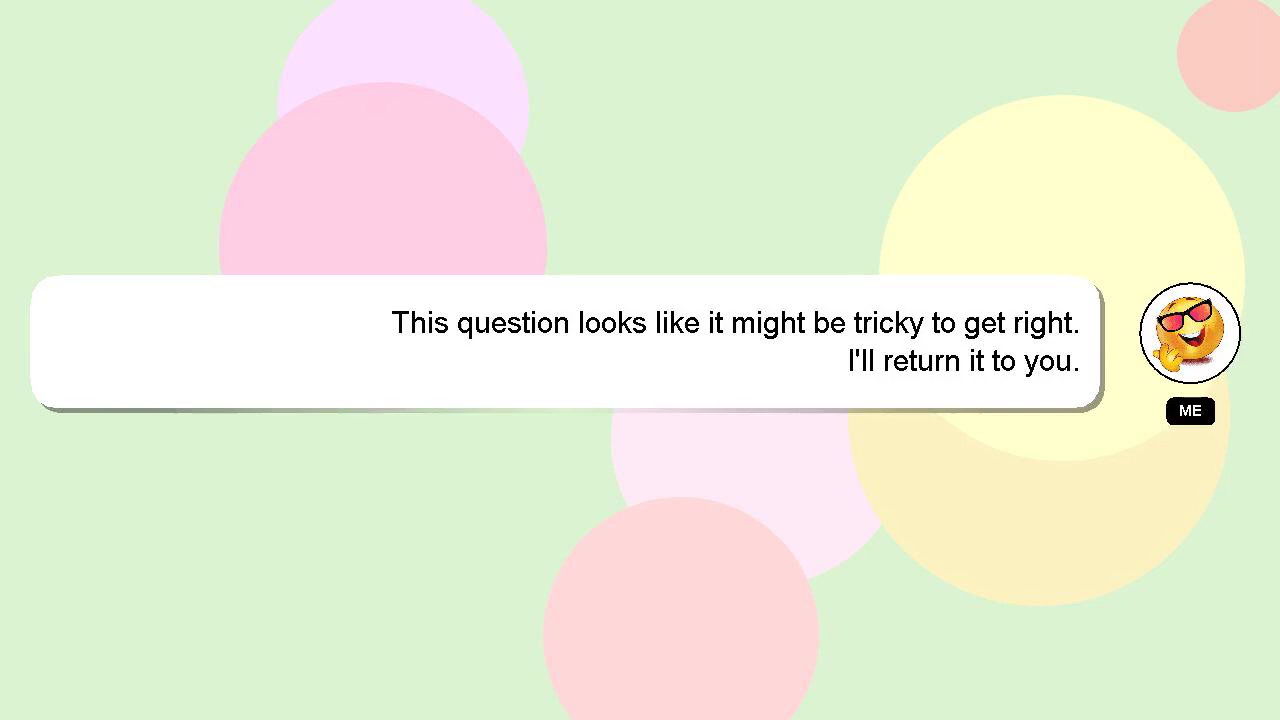 This question looks like it might be tricky to get right.
I'll return it to you.
ME